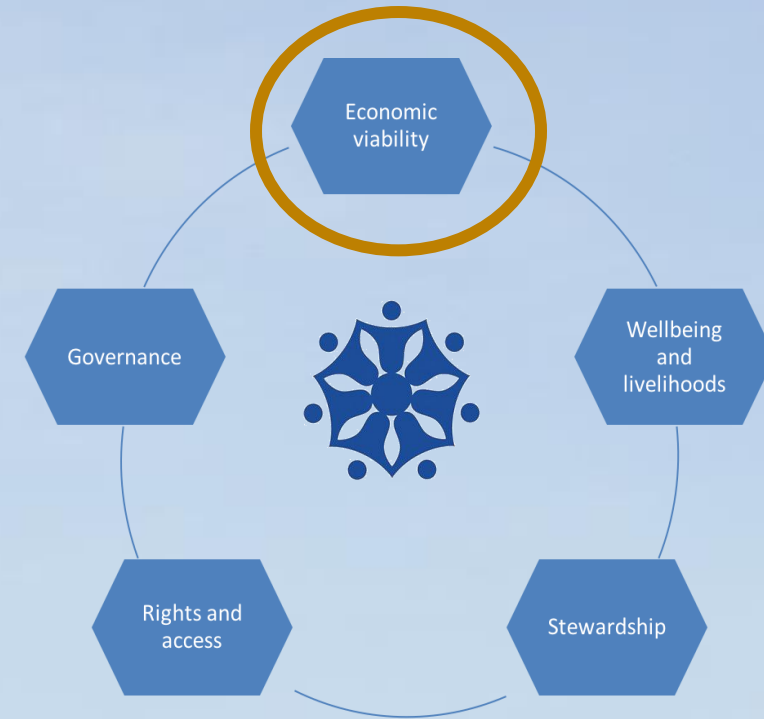 Economic
viability
Wellbeing
and
livelihoods
Stewardship
Rights and
access
Governance